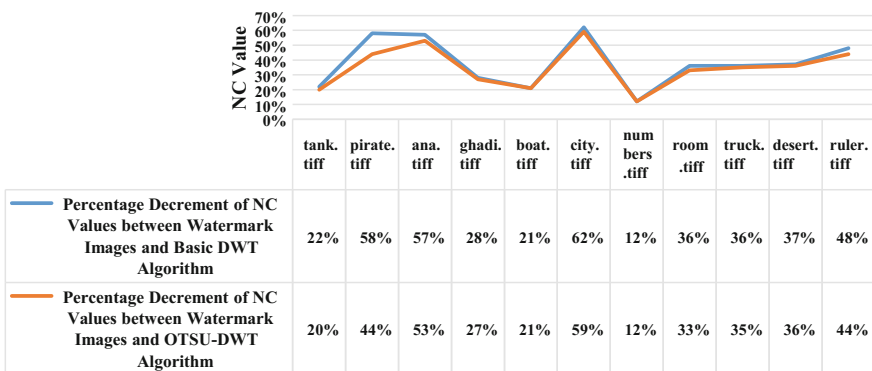 70%
60%
50%
40%
30%
20%
10%
0%
NC Value
tank. pirate. ana. ghadi. boat. city. num room truck. desert. ruler.
tiff tiff tiff tiff tiff tiff bers .tiff tiff tiff tiff
.tiff
Percentage Decrement of NC
Values between Watermark
Images and Basic DWT
Algorithm
22% 58% 57% 28% 21% 62% 12% 36% 36% 37% 48%
Percentage Decrement of NC
Values between Watermark
Images and OTSU-DWT
Algorithm
20% 44% 53% 27% 21% 59% 12% 33% 35% 36% 44%